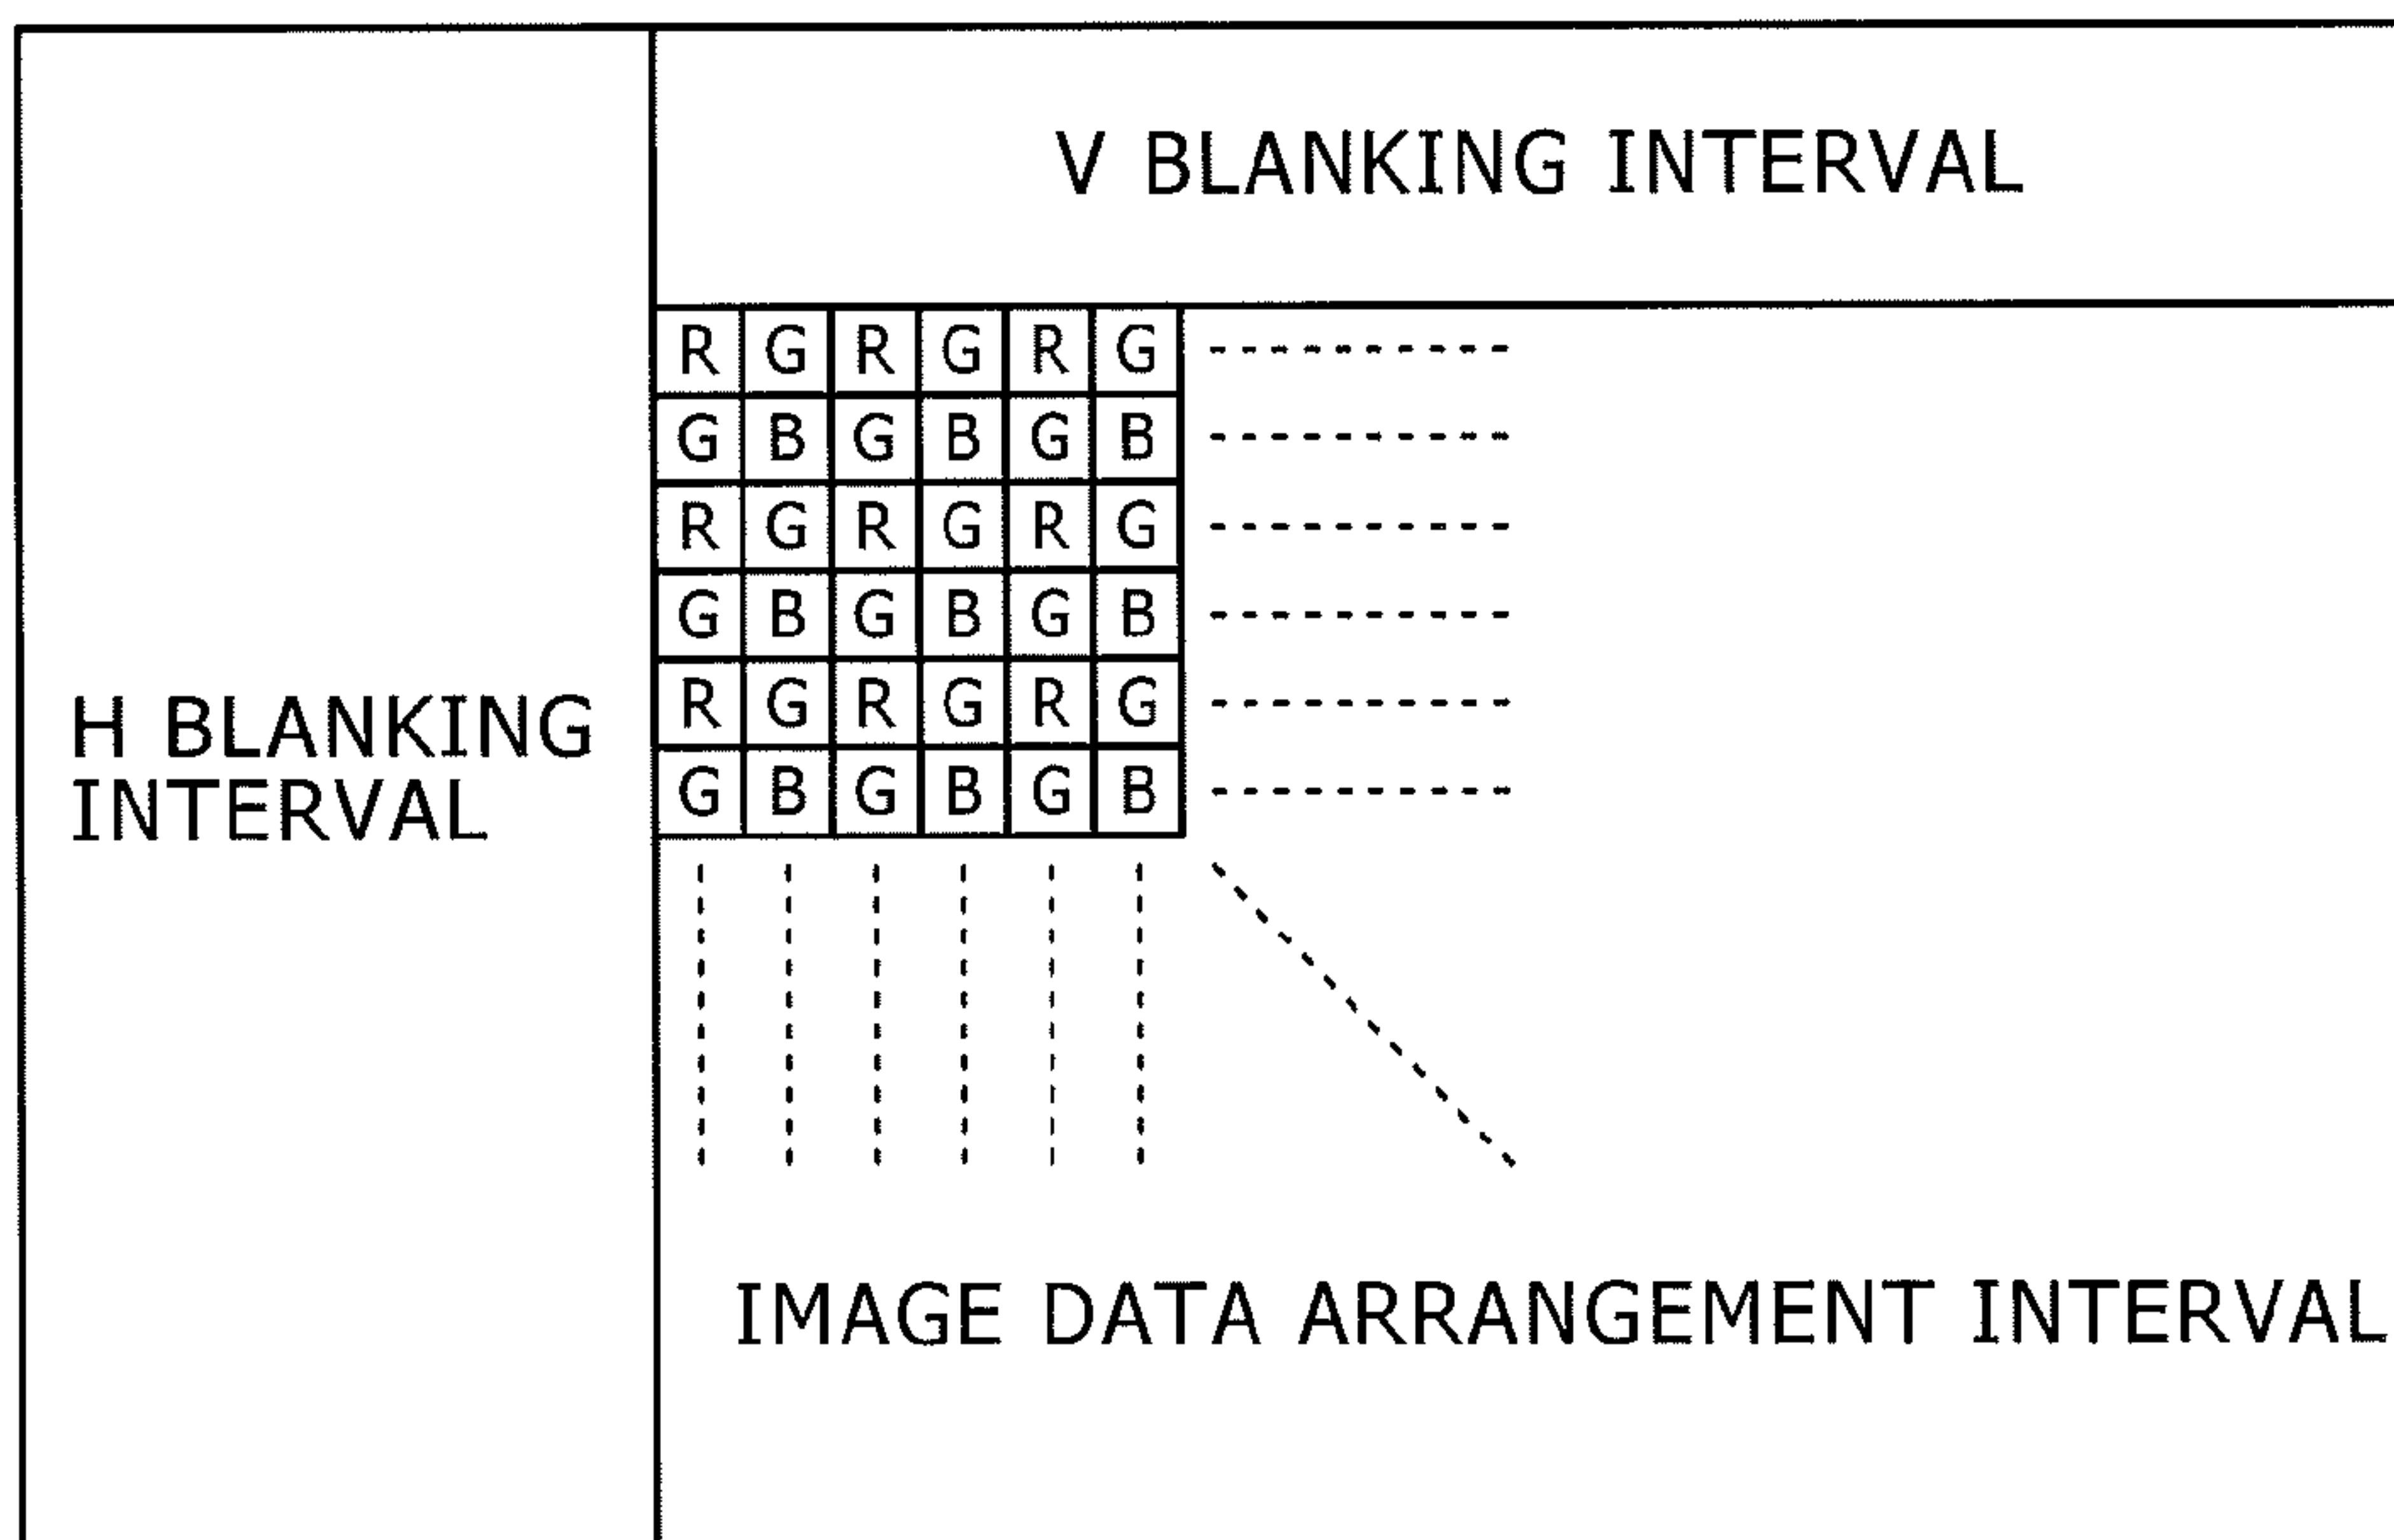 V BLANKING INTERVAL
R G R G R G
G B G B G B
R G R G R G
G B G B G B
R G R G R G
G B G B G B
H BLANKING
INTERVAL
IMAGE DATA ARRANGEMENT INTERVAL